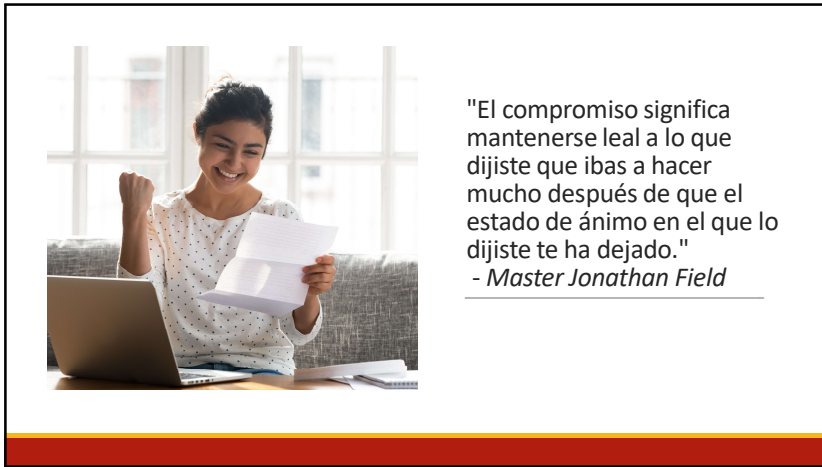 "El compromiso significa
mantenerse leal a lo que
dijiste que ibas a hacer
mucho después de que el
estado de ánimo en el que lo
dijiste te ha dejado."
- Master Jonathan Field